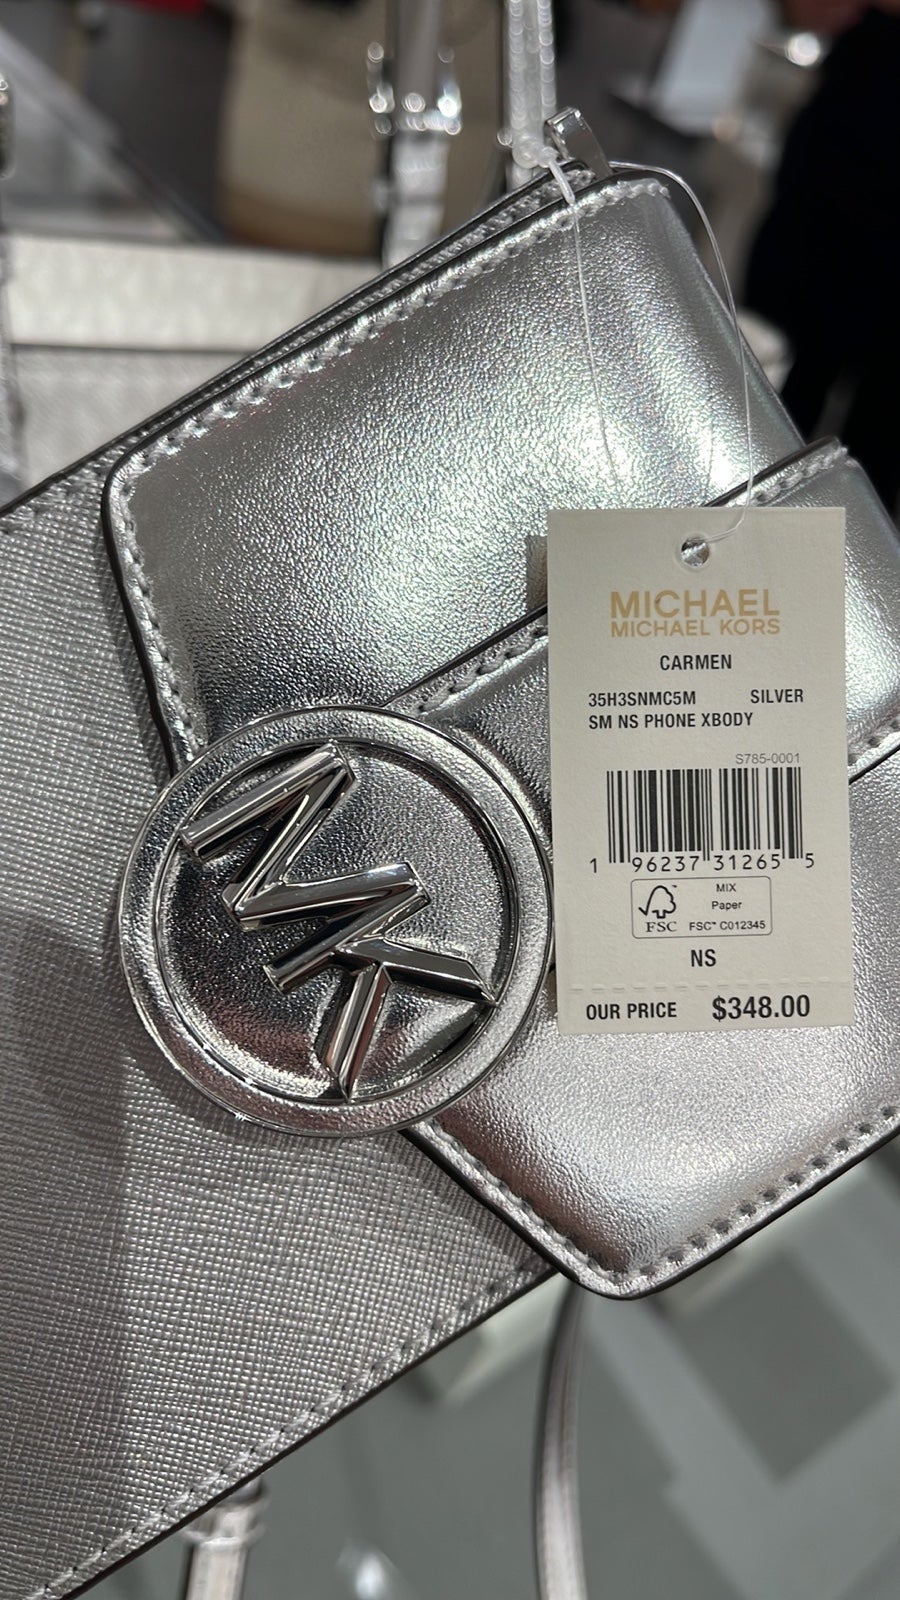 MICHAEL
MICHAEL KORS
CARMEN
35H3SNMC5M SILVER
SM NS PHONE XBODY
S785-0001
1 96237 31265 5
MIX
Paper
FSC™ C012345
FSC
NS
OUR PRICE $348.00
MK